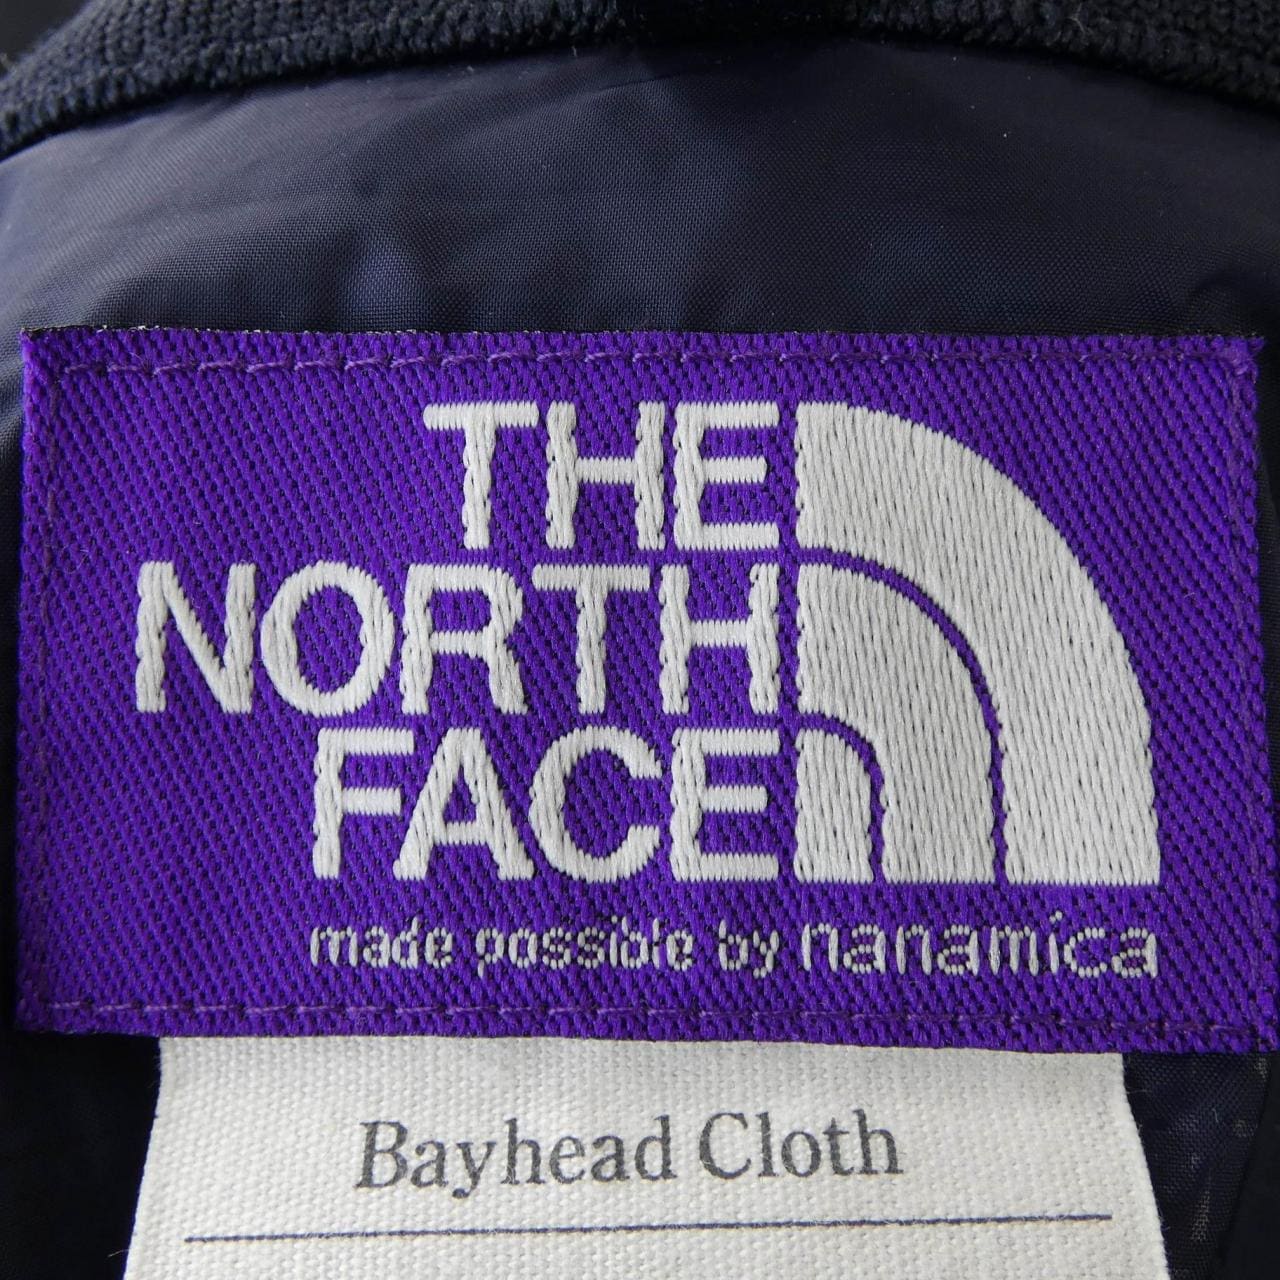 THE
NORTH
FACE
made possible by nanamica
Bayhead Cloth